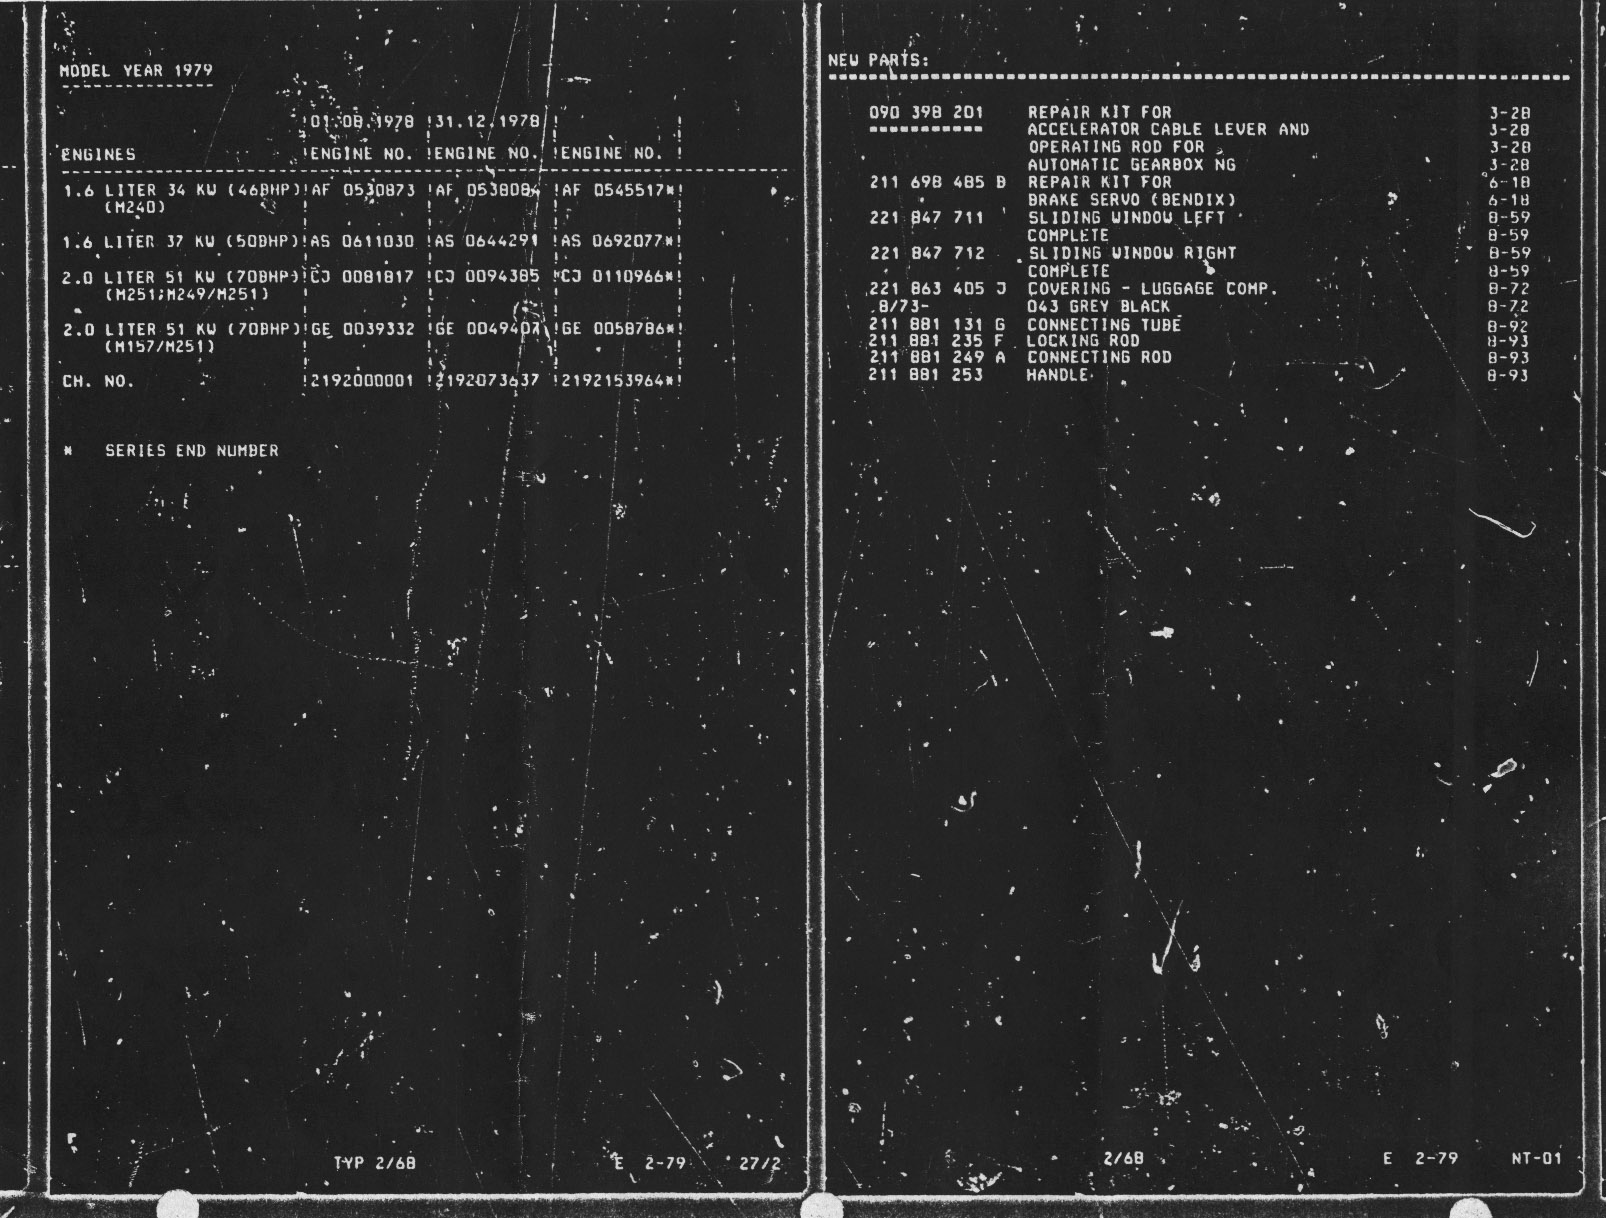 MODEL YEAR 1979
!01.08.1978 !31.12.1978 ! !
ENGINES !ENGINE NO. !ENGINE NO. !ENGINE NO. !
1.6 LITER 34 KW (46BHP)!AF 0530873 !AF 0538084 !AF 0545517*!
(M240)
1.6 LITER 37 KW (50BHP)!AS 0611030 !AS 0644291 !AS 0692077*!
2.0 LITER 51 KW (70BHP)!CJ 0081817 !CJ 0094385 !CJ 0110966*!
(M251;M249/M251)
2.0 LITER 51 KW (70BHP)!GE 0039332 !GE 0049407 !GE 0058786*!
(M157/M251)
CH. NO. !2192000001 !2192073637 !2192153964*!
* SERIES END NUMBER
TYP 2/68 E 2-79 27/2
NEW PARTS:
090 398 201 REPAIR KIT FOR 3-28
ACCELERATOR CABLE LEVER AND 3-28
OPERATING ROD FOR 3-28
AUTOMATIC GEARBOX NG 3-28
211 698 485 B REPAIR KIT FOR 6-18
BRAKE SERVO (BENDIX) 6-18
221 847 711 SLIDING WINDOW LEFT 8-59
COMPLETE 8-59
221 847 712 SLIDING WINDOW RIGHT 8-59
COMPLETE 8-59
221 863 405 J COVERING - LUGGAGE COMP. 8-72
8/73- 043 GREY BLACK 8-72
211 881 131 G CONNECTING TUBE 8-92
211 881 235 F LOCKING ROD 8-93
211 881 249 A CONNECTING ROD 8-93
211 881 253 HANDLE 8-93
2/68 E 2-79 NT-01